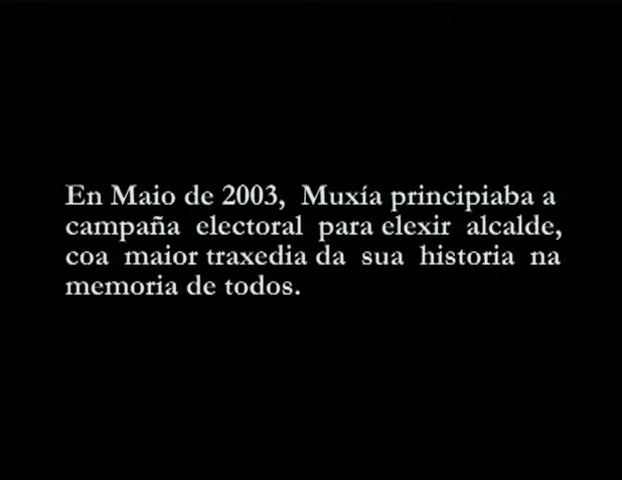 En Maio de 2003, Muxía principiaba a
campaña electoral para elexir alcalde,
coa maior traxedia da sua historia na
memoria de todos.